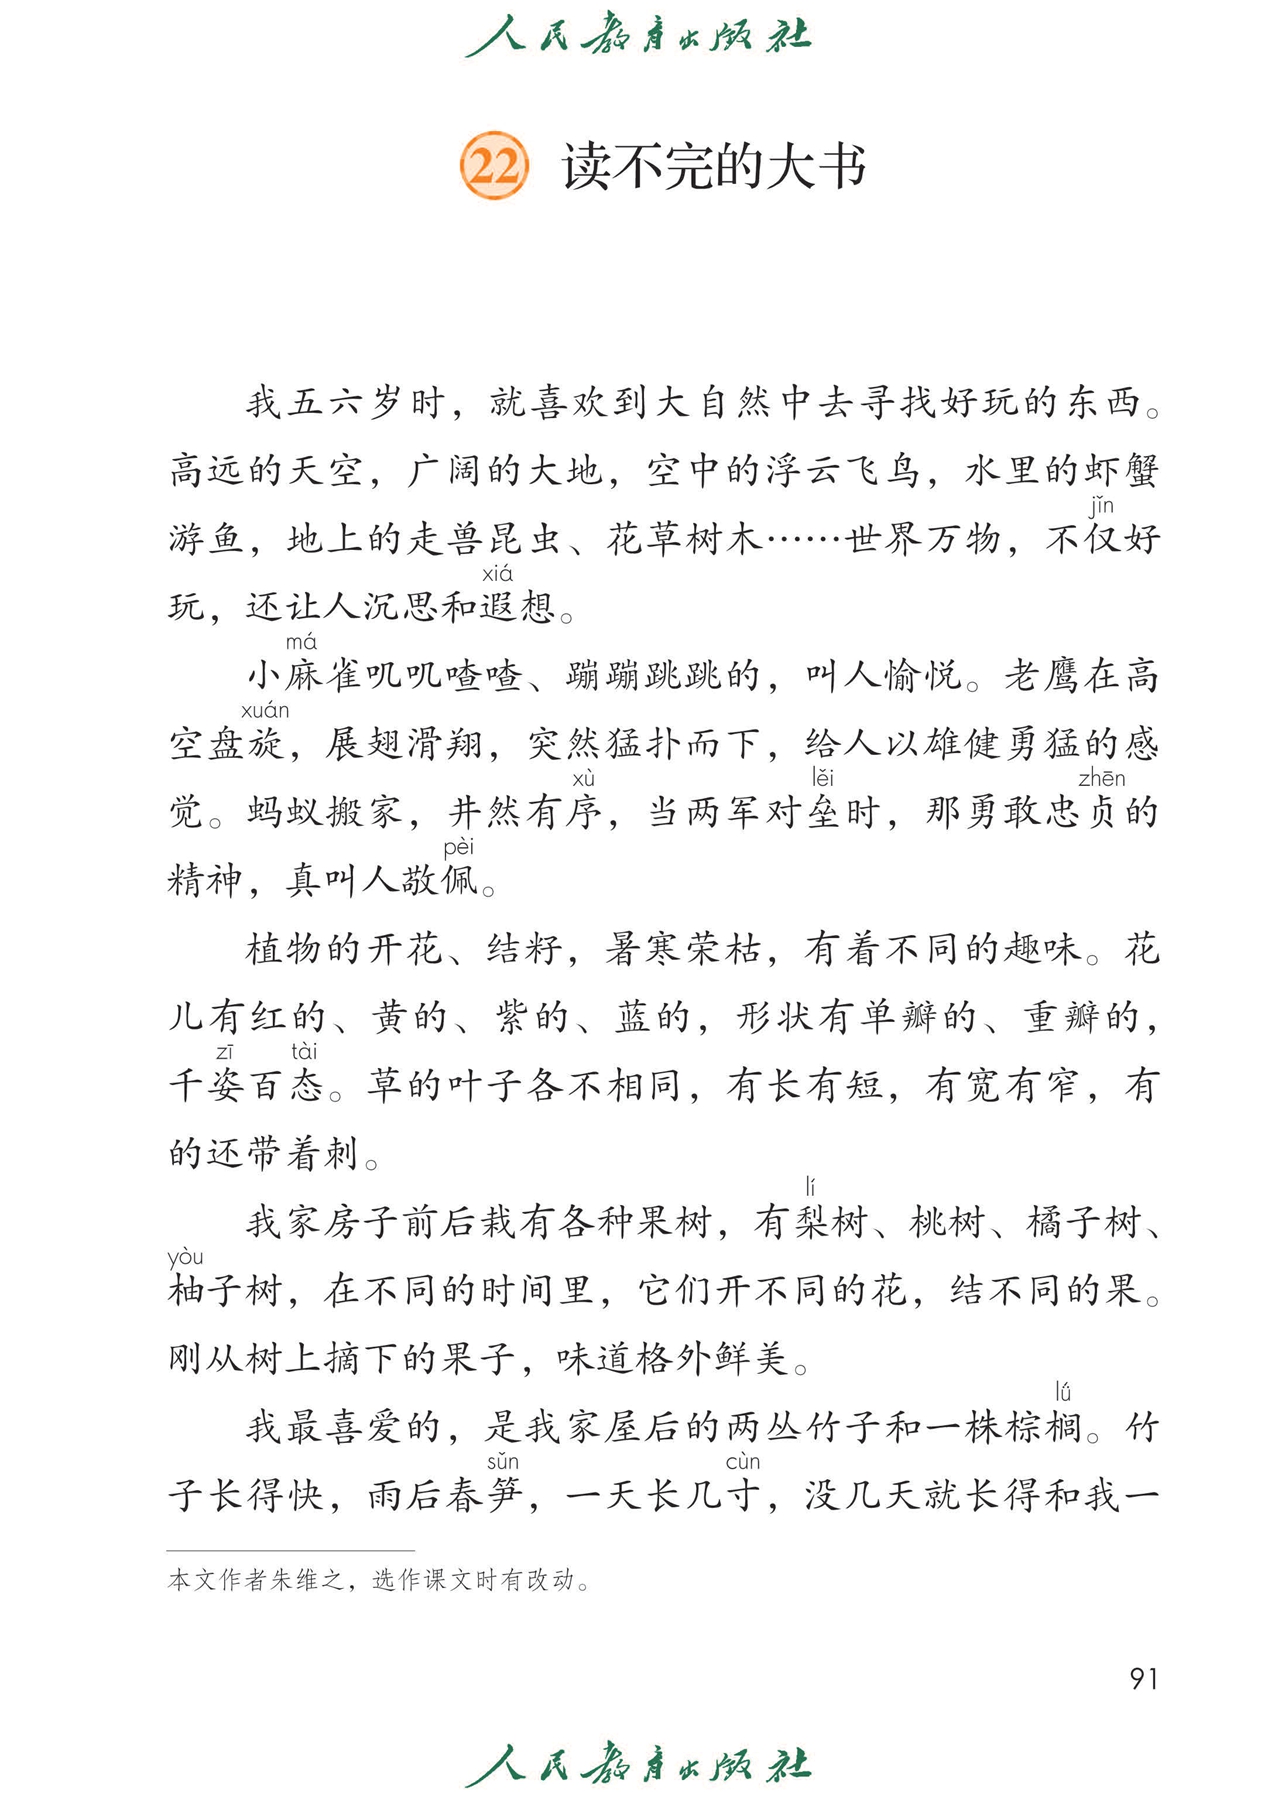 人民教育出版社
22 读不完的大书
我五六岁时，就喜欢到大自然中去寻找好玩的东西。
高远的天空，广阔的大地，空中的浮云飞鸟，水里的虾蟹
jǐn
游鱼，地上的走兽昆虫、花草树木……世界万物，不仅好
xiá
玩，还让人沉思和遐想。
má
小麻雀叽叽喳喳、蹦蹦跳跳的，叫人愉悦。老鹰在高
xuán
空盘旋，展翅滑翔，突然猛扑而下，给人以雄健勇猛的感
xù lěi zhēn
觉。蚂蚁搬家，井然有序，当两军对垒时，那勇敢忠贞的
pèi
精神，真叫人敬佩。
植物的开花、结籽，暑寒荣枯，有着不同的趣味。花
儿有红的、黄的、紫的、蓝的，形状有单瓣的、重瓣的，
zī tài
千姿百态。草的叶子各不相同，有长有短，有宽有窄，有
的还带着刺。
lí
我家房子前后栽有各种果树，有梨树、桃树、橘子树、
yòu
柚子树，在不同的时间里，它们开不同的花，结不同的果。
刚从树上摘下的果子，味道格外鲜美。
lǘ
我最喜爱的，是我家屋后的两丛竹子和一株棕榈。竹
sǔn cùn
子长得快，雨后春笋，一天长几寸，没几天就长得和我一
本文作者朱维之，选作课文时有改动。
91
人民教育出版社